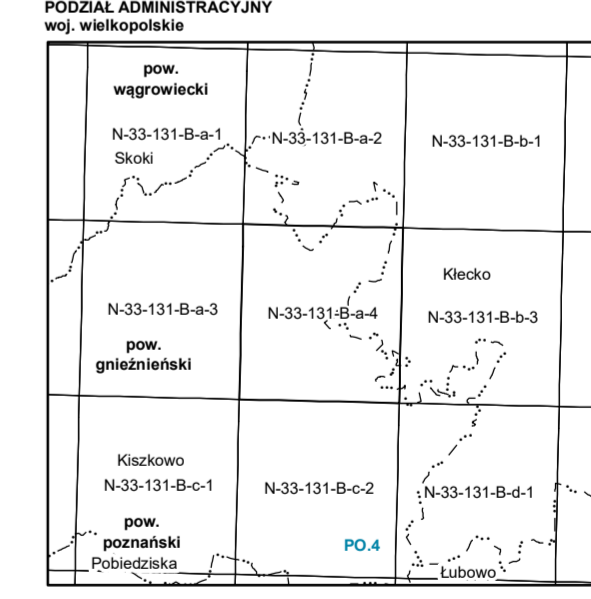 PODZIAŁ ADMINISTRACYJNY
woj. wielkopolskie
pow.
wągrowiecki
N-33-131-B-a-1
N-33-131-B-a-2
N-33-131-B-b-1
Skoki
Kłecko
N-33-131-B-a-3
N-33-131-B-a-4
N-33-131-B-b-3
pow.
gnieźnieński
Kiszkowo
N-33-131-B-c-1
N-33-131-B-c-2
N-33-131-B-d-1
pow.
poznański
PO.4
Pobiedziska
Łubowo